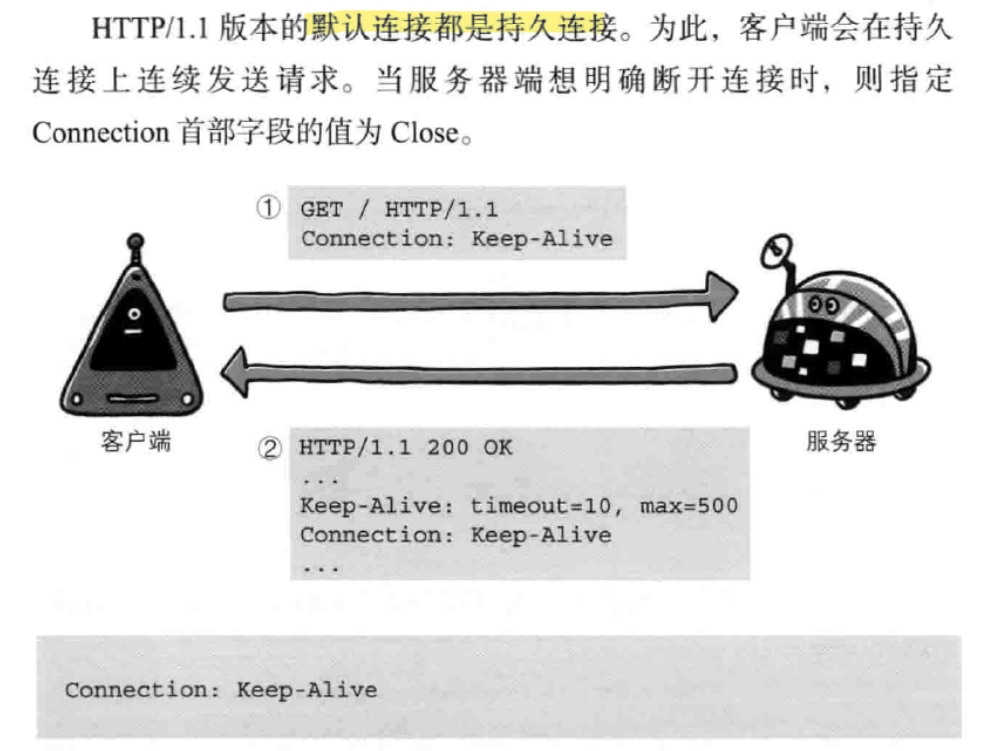 HTTP/1.1 版本的默认连接都是持久连接。为此，客户端会在持久
连接上连续发送请求。当服务器端想明确断开连接时，则指定
Connection 首部字段的值为 Close。
① GET / HTTP/1.1
Connection: Keep-Alive
客户端
服务器
② HTTP/1.1 200 OK
...
Keep-Alive: timeout=10, max=500
Connection: Keep-Alive
...
Connection: Keep-Alive